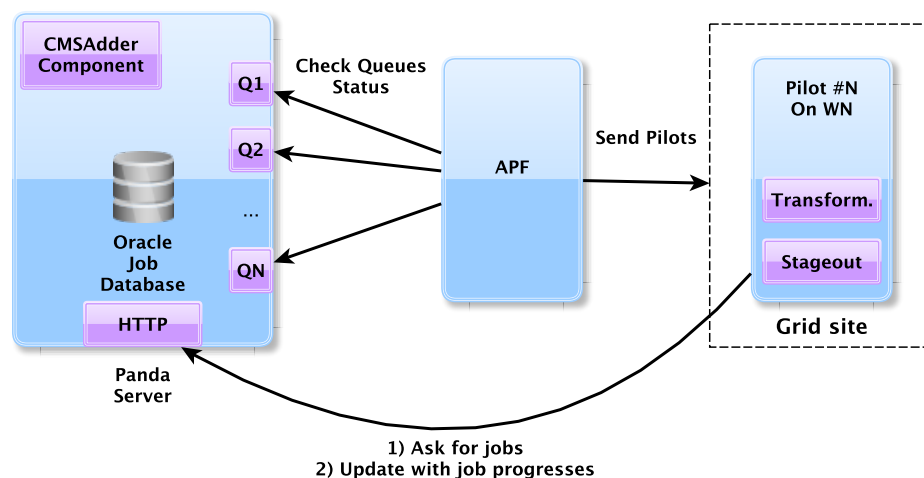 CMSAdder
Component
Q1
Q2
...
QN
Oracle
Job
Database
HTTP
Panda
Server
Check Queues
Status
APF
Send Pilots
Pilot #N
On WN
Transform.
Stageout
Grid site
1) Ask for jobs
2) Update with job progresses